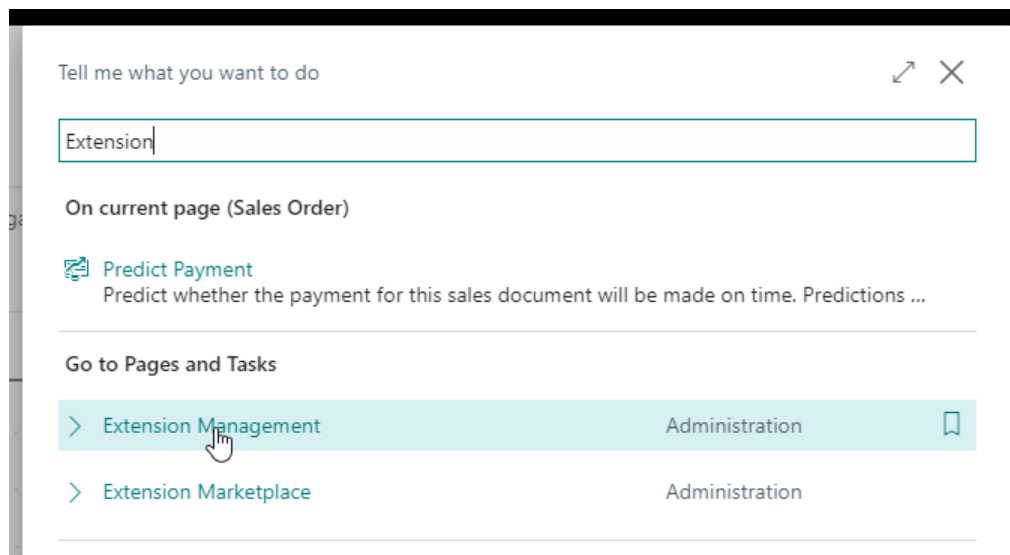 Tell me what you want to do
Extension
On current page (Sales Order)
Predict Payment
Predict whether the payment for this sales document will be made on time. Predictions ...
Go to Pages and Tasks
Extension Management Administration
Extension Marketplace Administration